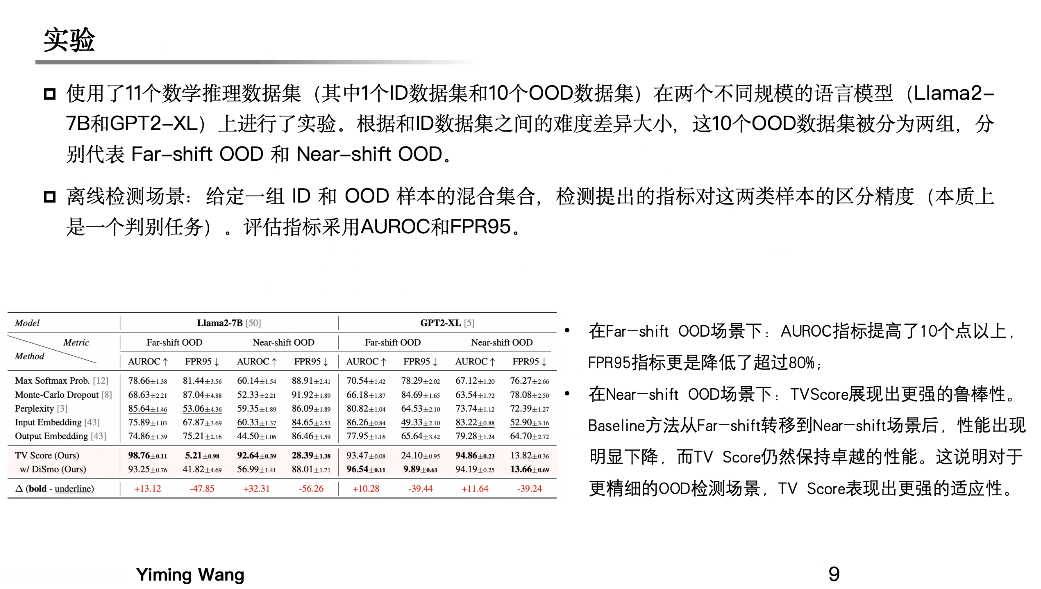 实验
使用了11个数学推理数据集（其中1个ID数据集和10个OOD数据集）在两个不同规模的语言模型（Llama2-
7B和GPT2-XL）上进行了实验。根据和ID数据集之间的难度差异大小，这10个OOD数据集被分为两组，分
别代表 Far-shift OOD 和 Near-shift OOD。
离线检测场景：给定一组 ID 和 OOD 样本的混合集合，检测提出的指标对这两类样本的区分精度（本质上
是一个判别任务）。评估指标采用AUROC和FPR95。
Model Llama2-7B [50] GPT2-XL [5]
Metric Far-shift OOD Near-shift OOD Far-shift OOD Near-shift OOD
Method AUROC ↑ FPR95 ↓ AUROC ↑ FPR95 ↓ AUROC ↑ FPR95 ↓ AUROC ↑ FPR95 ↓
Max Softmax Prob. [12] 78.66±1.38 81.44±3.56 60.14±1.54 88.91±2.41 70.54±1.42 78.29±2.02 67.12±1.20 76.27±2.66
Monte-Carlo Dropout [8] 68.63±2.21 87.04±4.88 52.33±2.21 91.92±1.89 66.18±1.87 84.69±1.65 63.54±1.72 78.08±2.50
Perplexity [3] 85.64±1.46 53.06±4.36 59.35±1.89 86.09±1.89 80.82±1.04 64.53±2.10 73.74±1.12 72.39±1.27
Input Embedding [43] 75.89±1.03 67.87±3.69 60.33±1.37 84.65±2.53 86.26±0.84 49.33±2.10 83.22±0.88 52.90±3.16
Output Embedding [43] 74.86±1.39 75.21±2.16 44.50±1.06 86.46±1.59 77.95±1.16 65.64±3.42 79.28±1.24 64.70±2.72
TV Score (Ours) 98.76±0.11 5.21±0.98 92.64±0.39 28.39±1.38 93.47±0.08 24.10±0.95 94.86±0.23 13.82±0.36
w/ DiSmo (Ours) 93.25±0.76 41.82±4.69 56.99±1.41 88.01±1.71 96.54±0.11 9.89±0.61 94.19±0.25 13.66±0.69
Δ (bold - underline) +13.12 -47.85 +32.31 -56.26 +10.28 -39.44 +11.64 -39.24
在Far-shift OOD场景下：AUROC指标提高了10个点以上，
FPR95指标更是降低了超过80%；
在Near-shift OOD场景下：TVScore展现出更强的鲁棒性。
Baseline方法从Far-shift转移到Near-shift场景后，性能出现
明显下降，而TV Score仍然保持卓越的性能。这说明对于
更精细的OOD检测场景，TV Score表现出更强的适应性。
Yiming Wang
9